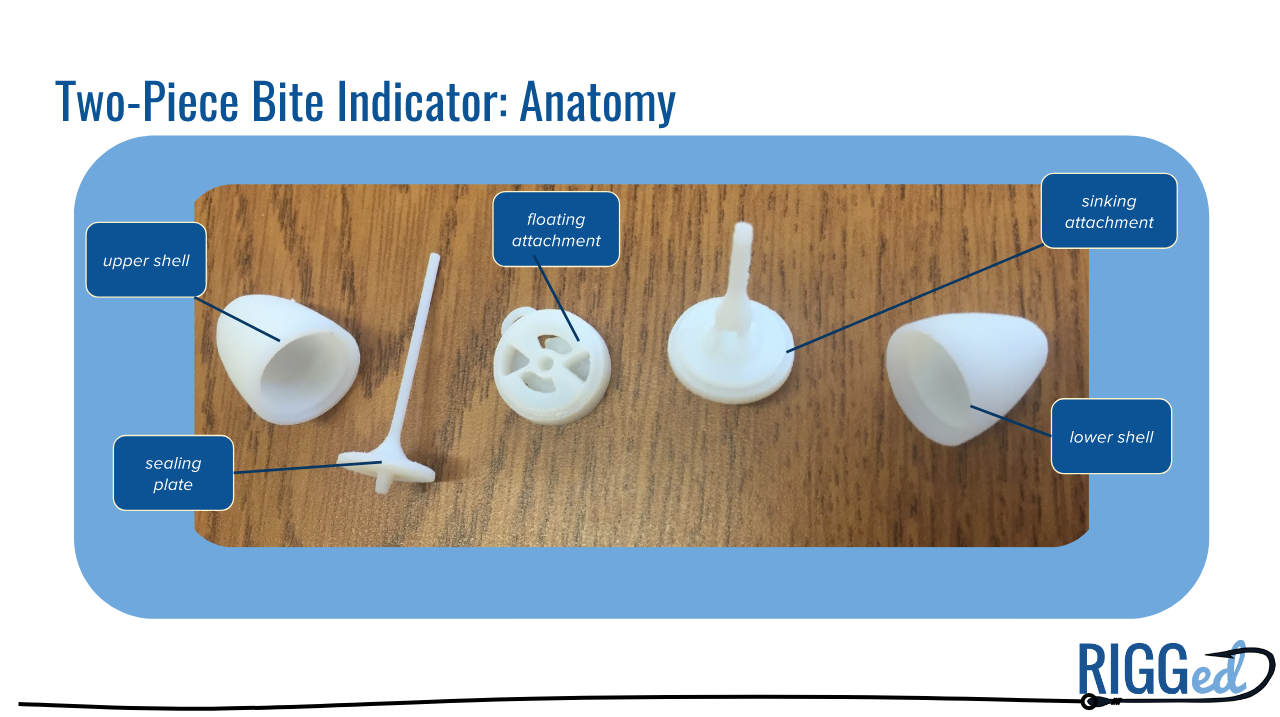 Two-Piece Bite Indicator: Anatomy
upper shell
floating
attachment
sinking
attachment
sealing
plate
lower shell
RIGGed